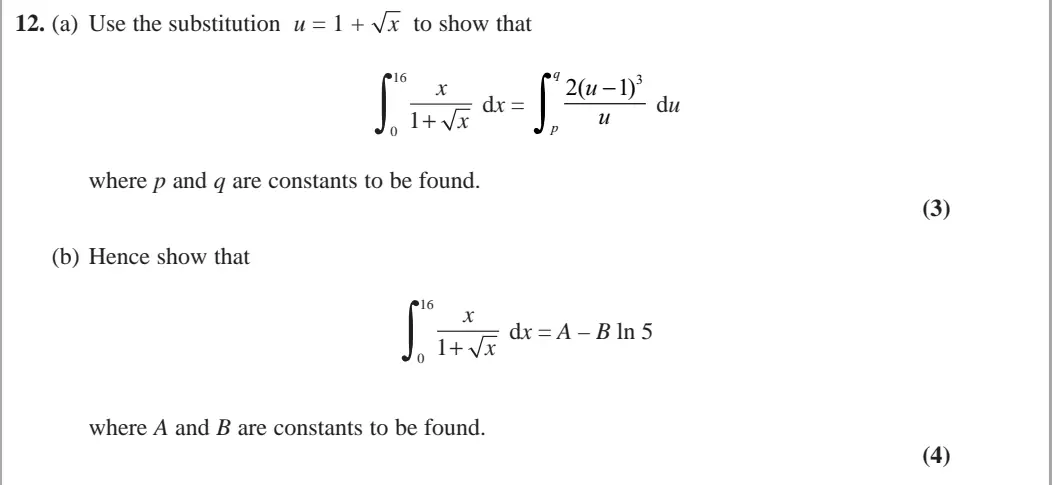 12. (a) Use the substitution u = 1 + √x to show that
∫₀¹⁶ x/(1 + √x) dx = ∫ₚ^q 2(u − 1)³/u du
where p and q are constants to be found.
(3)
(b) Hence show that
∫₀¹⁶ x/(1 + √x) dx = A – B ln 5
where A and B are constants to be found.
(4)